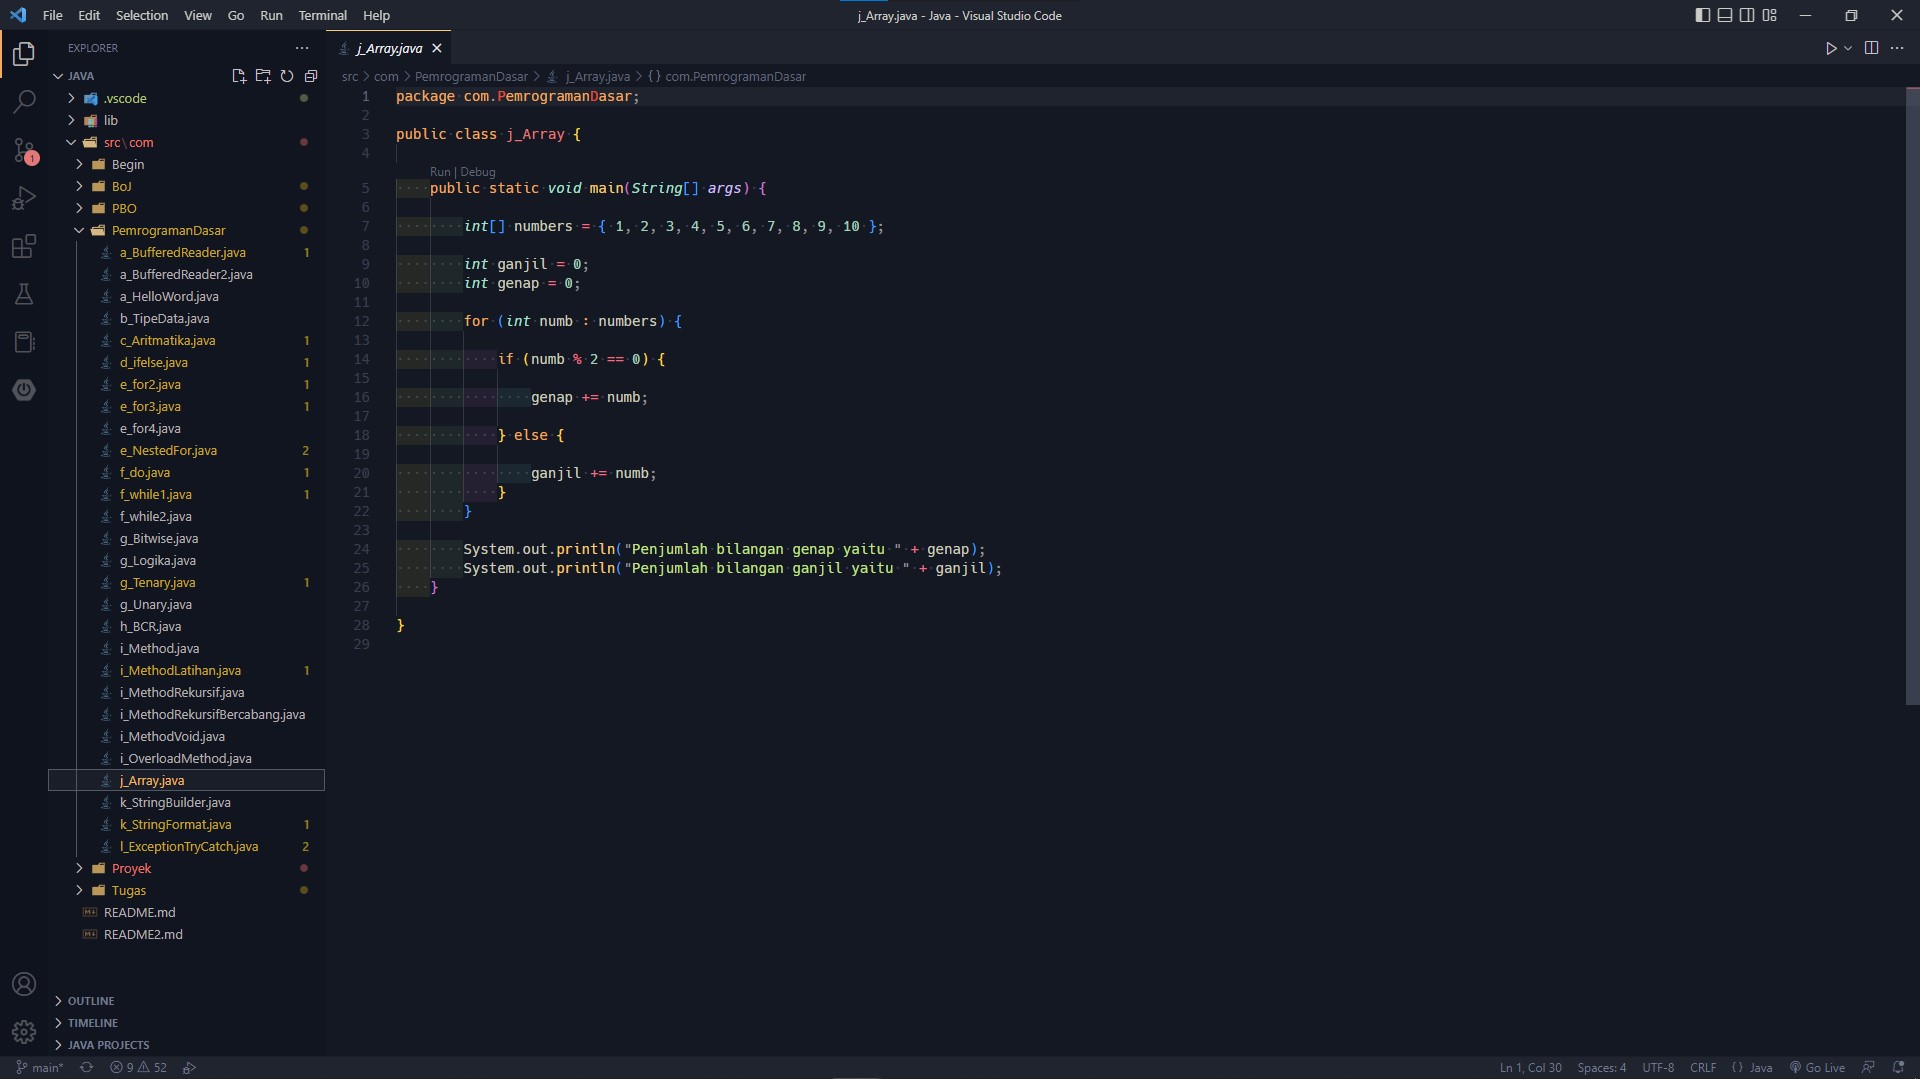 File Edit Selection View Go Run Terminal Help
j_Array.java - Java - Visual Studio Code
EXPLORER
JAVA
.vscode
lib
src\com
Begin
BoJ
PBO
PemrogramanDasar
a_BufferedReader.java 1
a_BufferedReader2.java
a_HelloWord.java
b_TipeData.java
c_Aritmatika.java 1
d_ifelse.java 1
e_for2.java 1
e_for3.java 1
e_for4.java
e_NestedFor.java 2
f_do.java 1
f_while1.java 1
f_while2.java
g_Bitwise.java
g_Logika.java
g_Tenary.java 1
g_Unary.java
h_BCR.java
i_Method.java
i_MethodLatihan.java 1
i_MethodRekursif.java
i_MethodRekursifBercabang.java
i_MethodVoid.java
i_OverloadMethod.java
j_Array.java
k_StringBuilder.java
k_StringFormat.java 1
l_ExceptionTryCatch.java 2
Proyek
Tugas
README.md
README2.md
OUTLINE
TIMELINE
JAVA PROJECTS
1
j_Array.java
src > com > PemrogramanDasar > j_Array.java > {} com.PemrogramanDasar
1 package com.PemrogramanDasar;
2
3 public class j_Array {
4
Run | Debug
5 public static void main(String[] args) {
6
7 int[] numbers = { 1, 2, 3, 4, 5, 6, 7, 8, 9, 10 };
8
9 int ganjil = 0;
10 int genap = 0;
11
12 for (int numb : numbers) {
13
14 if (numb % 2 == 0) {
15
16 genap += numb;
17
18 } else {
19
20 ganjil += numb;
21 }
22 }
23
24 System.out.println("Penjumlah bilangan genap yaitu " + genap);
25 System.out.println("Penjumlah bilangan ganjil yaitu " + ganjil);
26 }
27
28 }
29
main* 9 52
Ln 1, Col 30 Spaces: 4 UTF-8 CRLF {} Java Go Live